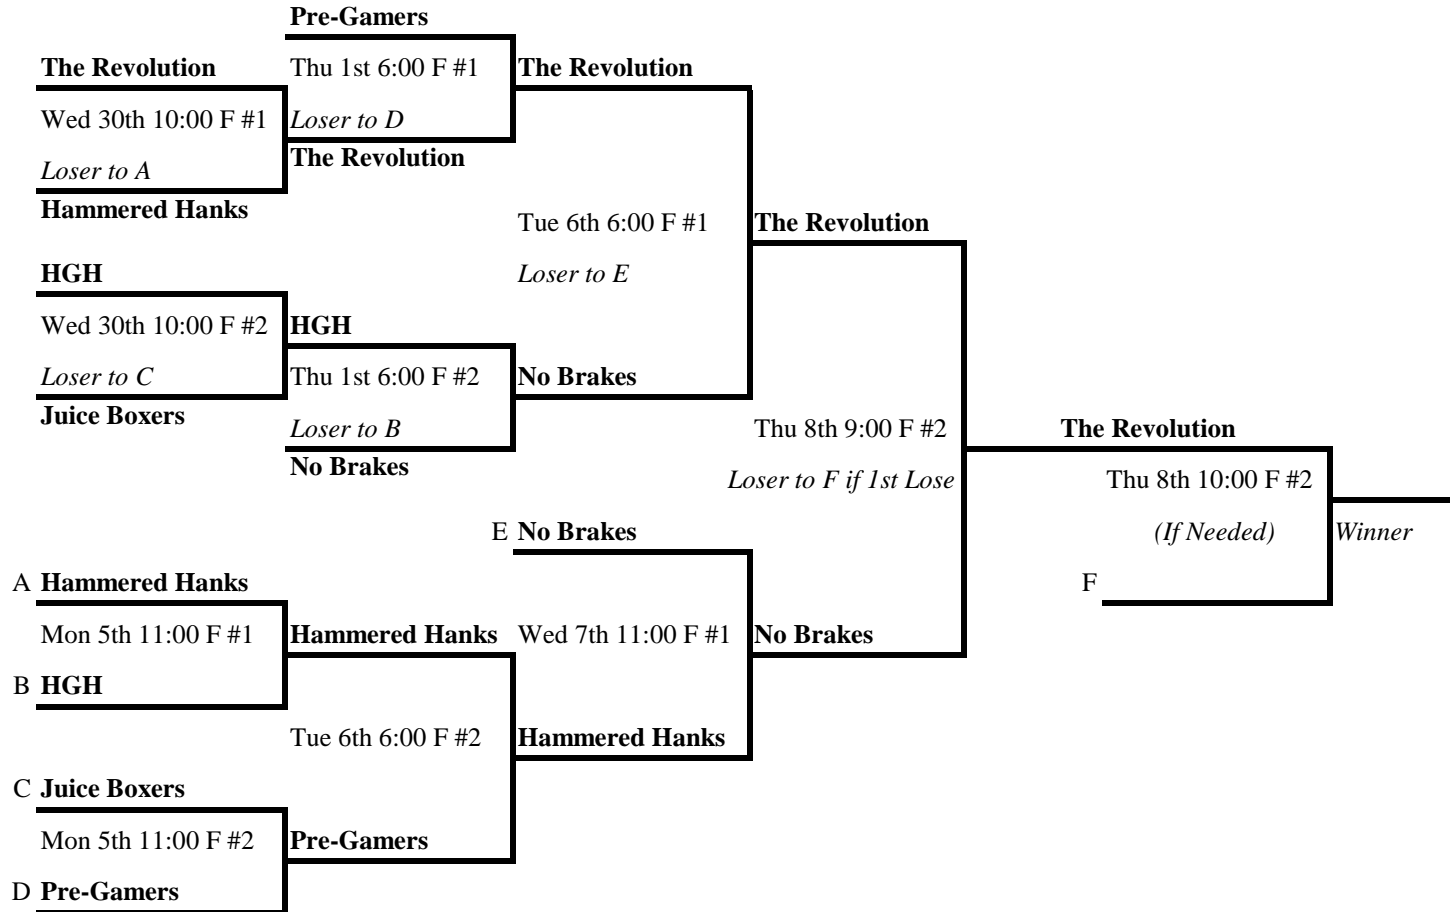 Pre-Gamers
The Revolution
Thu 1st 6:00 F #1
The Revolution
Wed 30th 10:00 F #1
Loser to D
The Revolution
Loser to A
Hammered Hanks
Tue 6th 6:00 F #1
The Revolution
HGH
Loser to E
Wed 30th 10:00 F #2
HGH
Loser to C
Thu 1st 6:00 F #2
No Brakes
Juice Boxers
Loser to B
Thu 8th 9:00 F #2
The Revolution
No Brakes
Loser to F if 1st Lose
Thu 8th 10:00 F #2
E No Brakes
(If Needed)
Winner
A Hammered Hanks
F
Mon 5th 11:00 F #1
Hammered Hanks
Wed 7th 11:00 F #1
No Brakes
B HGH
Tue 6th 6:00 F #2
Hammered Hanks
C Juice Boxers
Mon 5th 11:00 F #2
Pre-Gamers
D Pre-Gamers